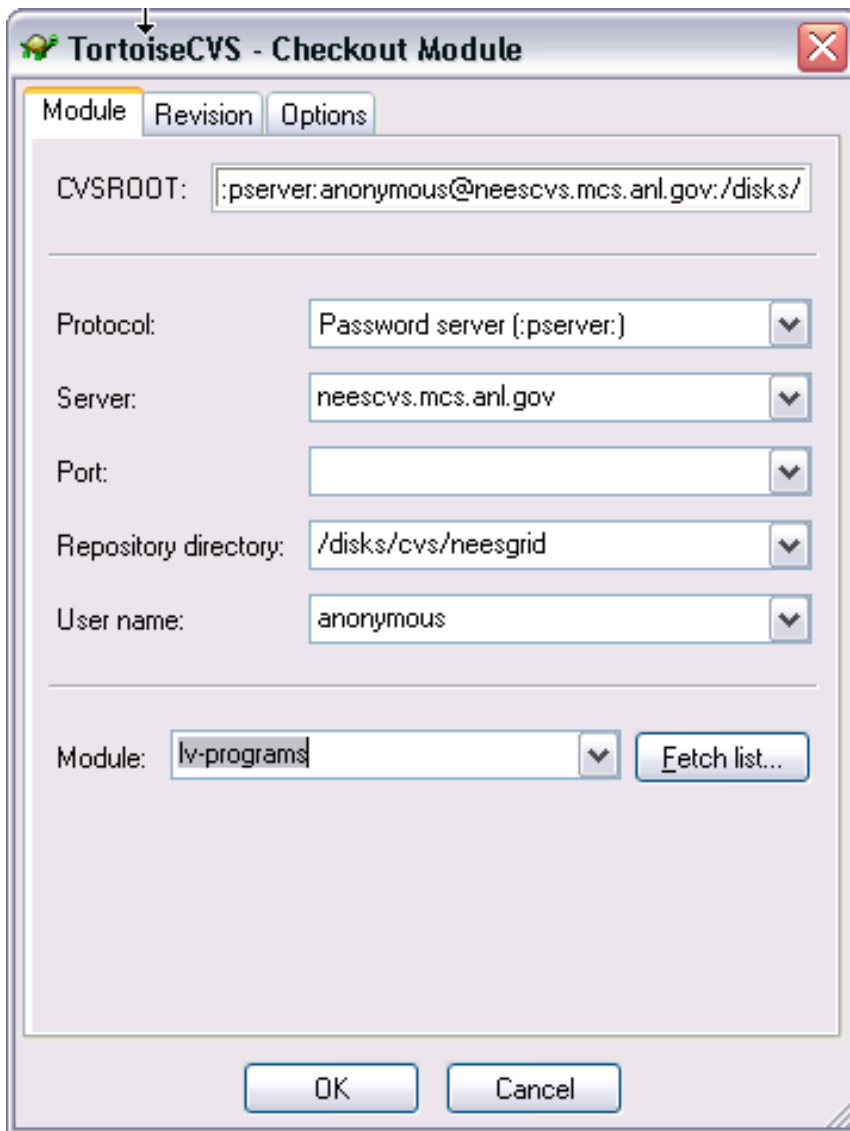 TortoiseCVS - Checkout Module
Module Revision Options
CVSROOT: :pserver:anonymous@neescvs.mcs.anl.gov:/disks/
Protocol: Password server (:pserver:)
Server: neescvs.mcs.anl.gov
Port:
Repository directory: /disks/cvs/neesgrid
User name: anonymous
Module: lv-programs Fetch list...
OK Cancel